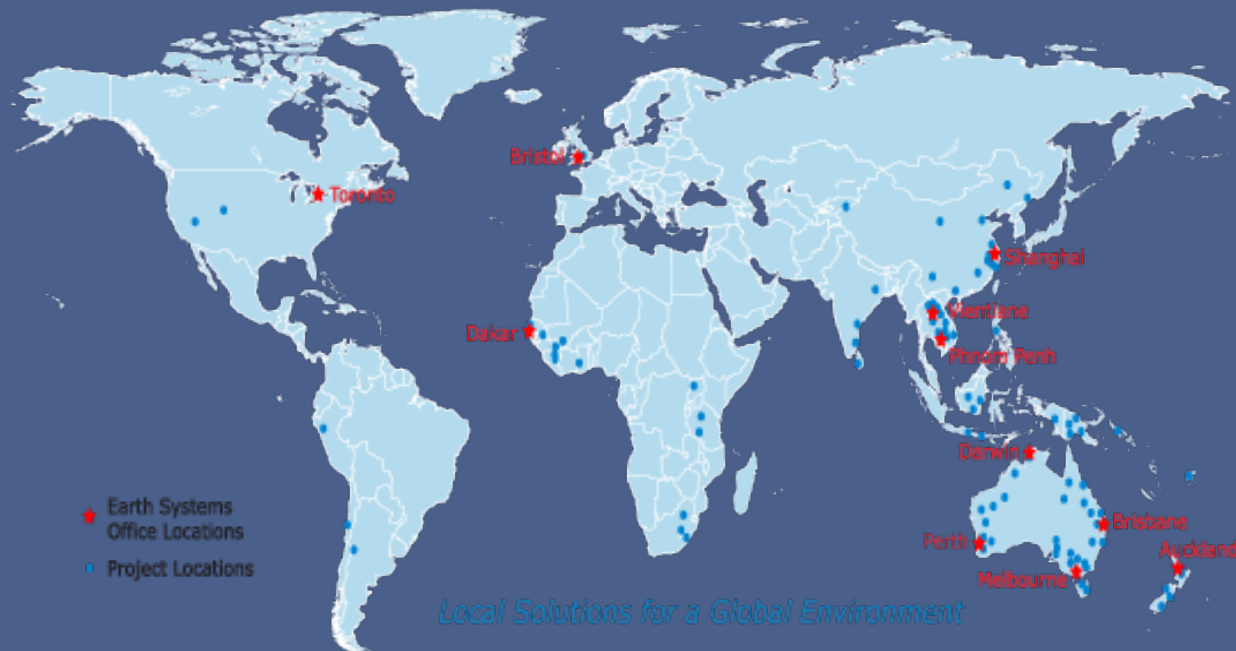 Bristol
Toronto
Shanghai
Vientiane
Dakar
Phnom Penh
Darwin
Brisbane
Perth
Auckland
Melbourne
Earth Systems
Office Locations
Project Locations
Local Solutions for a Global Environment